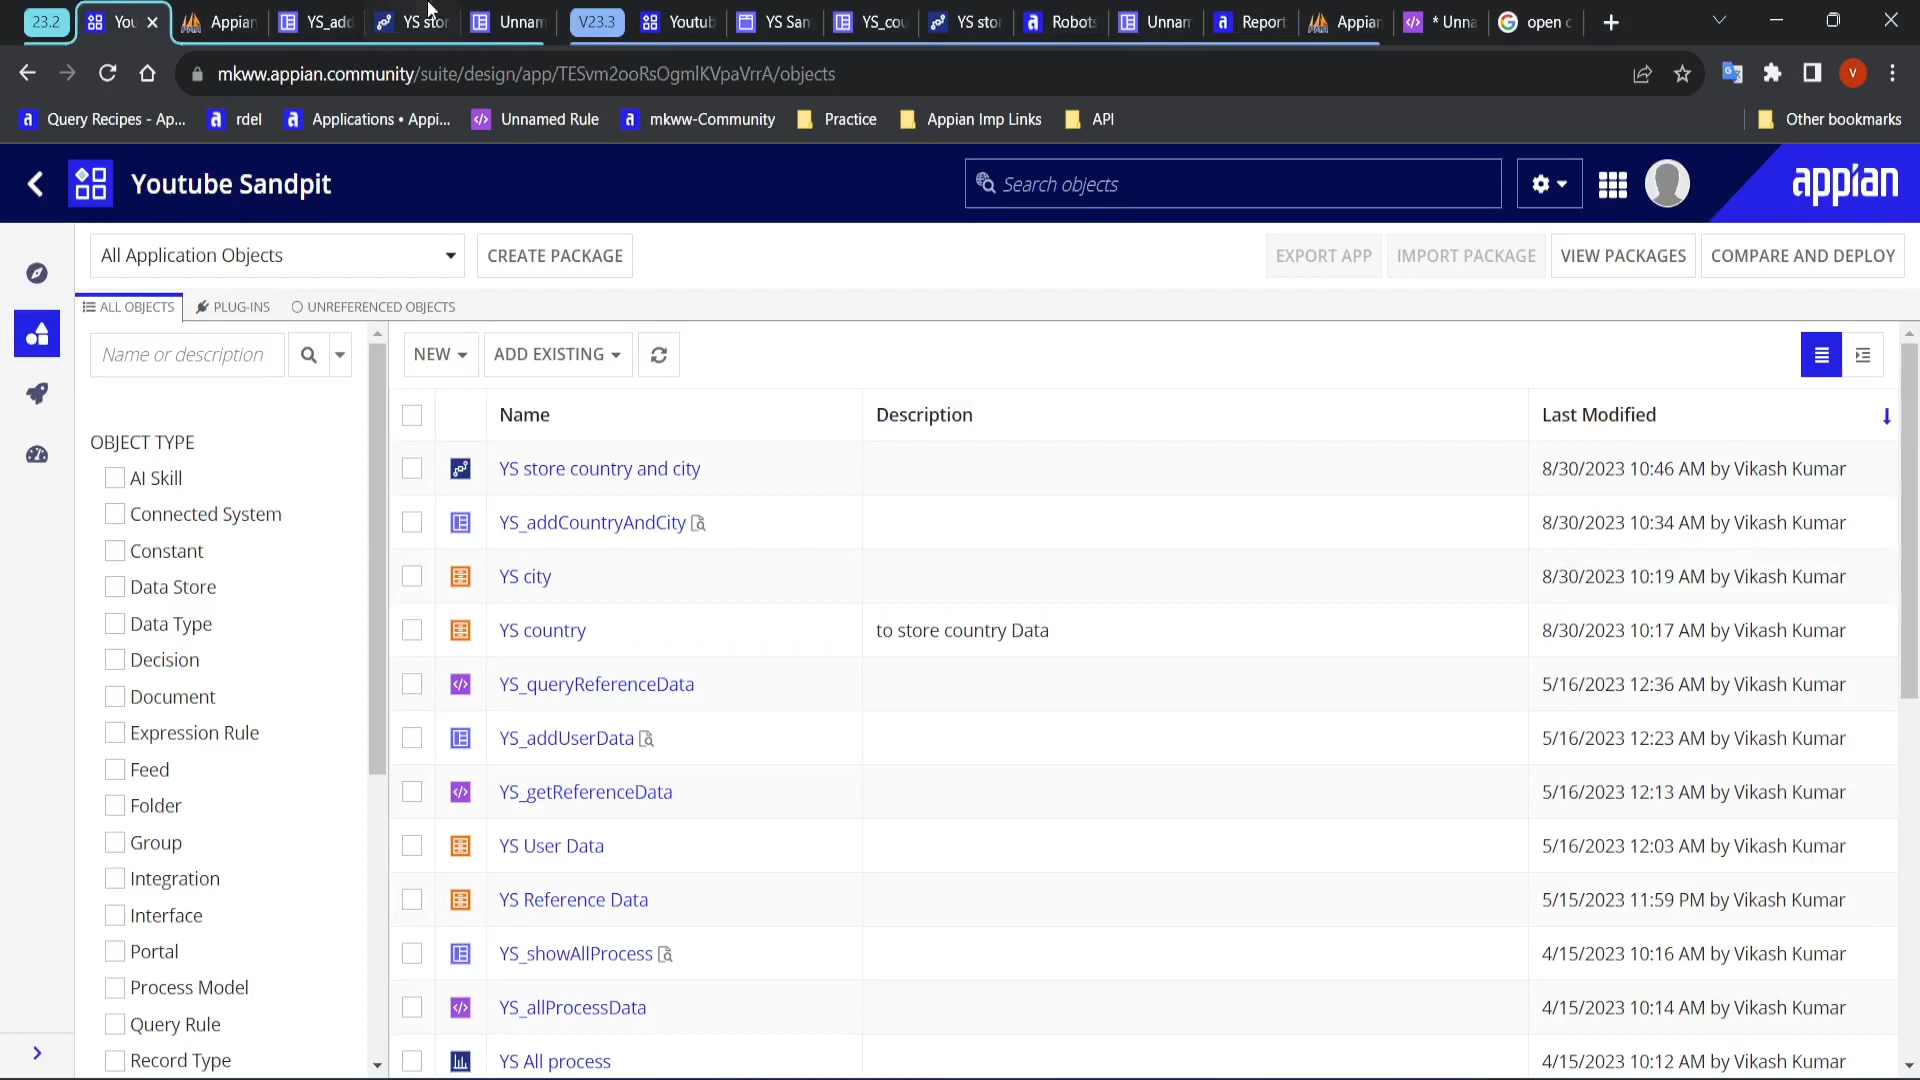 23.2
You
Appian
YS_add
YS stor
Unnam
V23.3
Youtub
YS Sam
YS_cou
YS stor
Robots
Unnam
Report
Appian
* Unna
open c
mkww.appian.community/suite/design/app/TESvm2ooRsOgmlKVpaVrrA/objects
V
Query Recipes - Ap...
rdel
Applications • Appi...
Unnamed Rule
mkww-Community
Practice
Appian Imp Links
API
Other bookmarks
Youtube Sandpit
Search objects
appian
All Application Objects
CREATE PACKAGE
EXPORT APP
IMPORT PACKAGE
VIEW PACKAGES
COMPARE AND DEPLOY
ALL OBJECTS
PLUG-INS
UNREFERENCED OBJECTS
Name or description
NEW
ADD EXISTING
OBJECT TYPE
AI Skill
Connected System
Constant
Data Store
Data Type
Decision
Document
Expression Rule
Feed
Folder
Group
Integration
Interface
Portal
Process Model
Query Rule
Record Type
Name Description Last Modified
YS store country and city 8/30/2023 10:46 AM by Vikash Kumar
YS_addCountryAndCity 8/30/2023 10:34 AM by Vikash Kumar
YS city 8/30/2023 10:19 AM by Vikash Kumar
YS country to store country Data 8/30/2023 10:17 AM by Vikash Kumar
YS_queryReferenceData 5/16/2023 12:36 AM by Vikash Kumar
YS_addUserData 5/16/2023 12:23 AM by Vikash Kumar
YS_getReferenceData 5/16/2023 12:13 AM by Vikash Kumar
YS User Data 5/16/2023 12:03 AM by Vikash Kumar
YS Reference Data 5/15/2023 11:59 PM by Vikash Kumar
YS_showAllProcess 4/15/2023 10:16 AM by Vikash Kumar
YS_allProcessData 4/15/2023 10:14 AM by Vikash Kumar
YS All process 4/15/2023 10:12 AM by Vikash Kumar